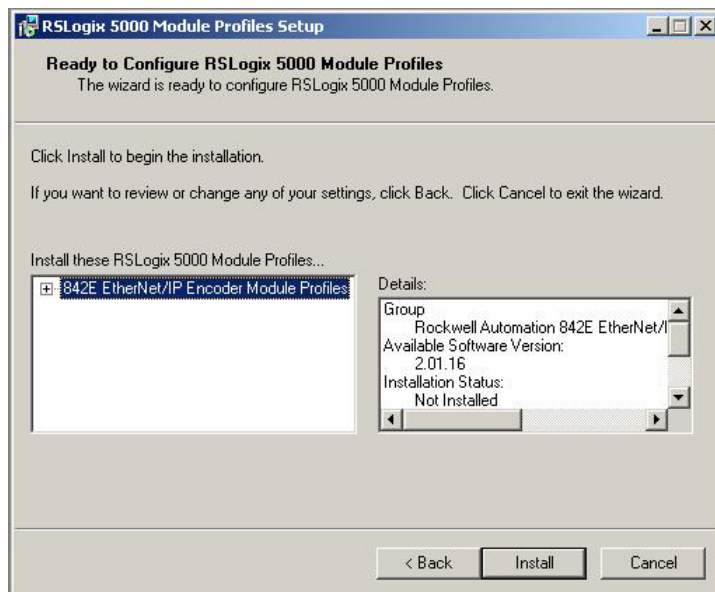 RSLogix 5000 Module Profiles Setup
Ready to Configure RSLogix 5000 Module Profiles
The wizard is ready to configure RSLogix 5000 Module Profiles.
Click Install to begin the installation.
If you want to review or change any of your settings, click Back. Click Cancel to exit the wizard.
Install these RSLogix 5000 Module Profiles...
842E EtherNet/IP Encoder Module Profiles
Details:
Group
Rockwell Automation 842E EtherNet/I
Available Software Version:
2.01.16
Installation Status:
Not Installed
< Back
Install
Cancel